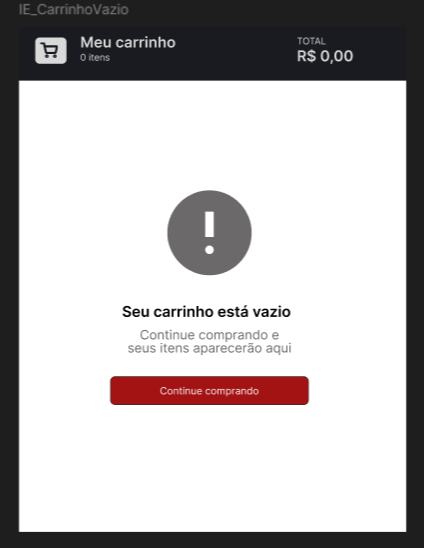 IE_CarrinhoVazio
Meu carrinho
0 itens
TOTAL
R$ 0,00
Seu carrinho está vazio
Continue comprando e
seus itens aparecerão aqui
Continue comprando